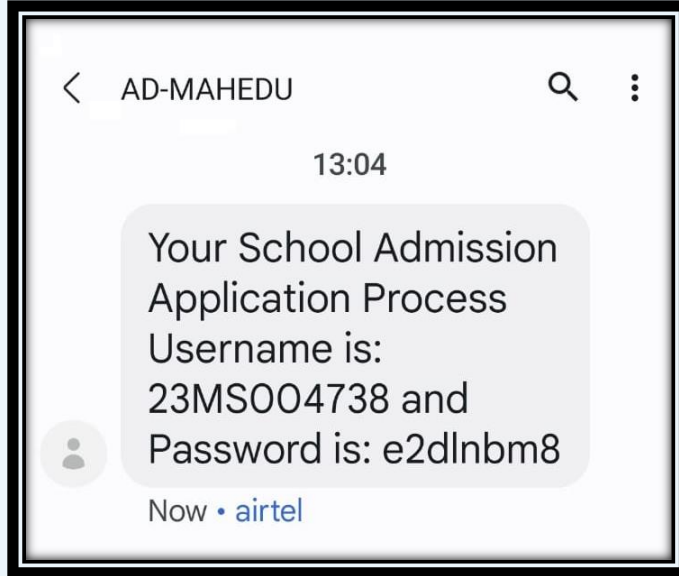 AD-MAHEDU
13:04
Your School Admission
Application Process
Username is:
23MS004738 and
Password is: e2dlnbm8
Now • airtel